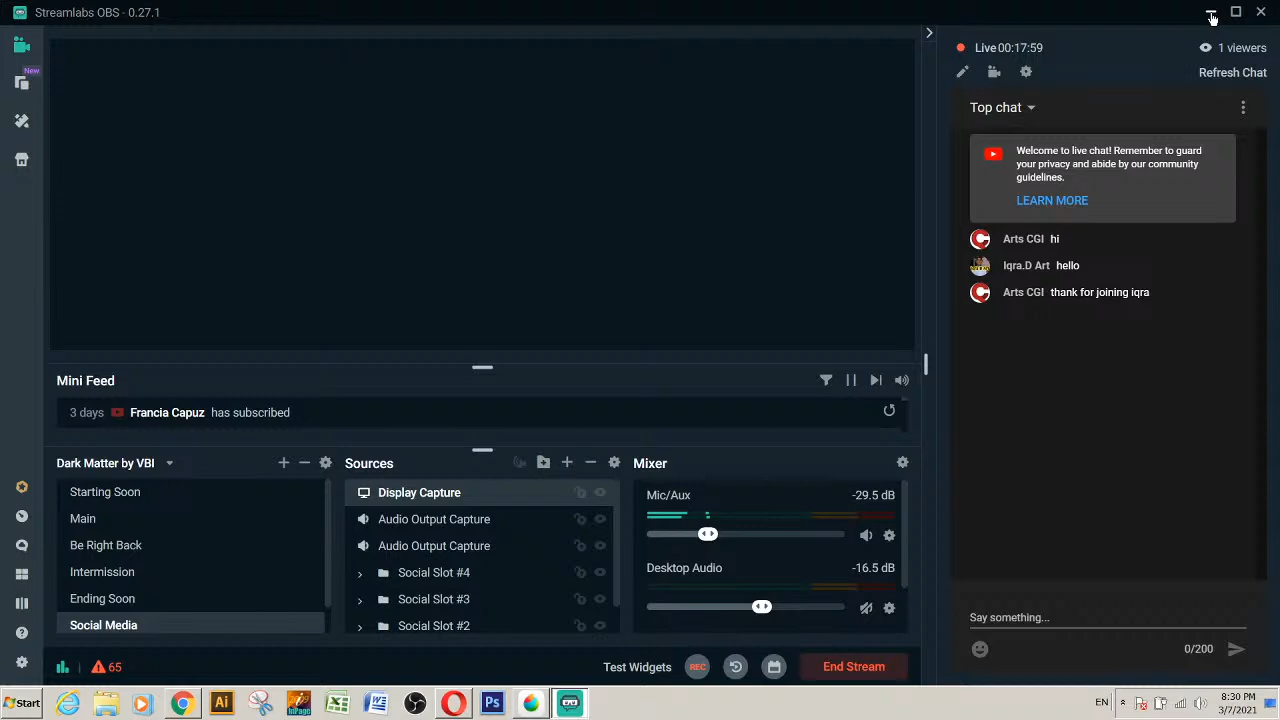 Streamlabs OBS - 0.27.1
New
Live 00:17:59
1 viewers
Refresh Chat
Top chat
Welcome to live chat! Remember to guard
your privacy and abide by our community
guidelines.
LEARN MORE
Arts CGI hi
Iqra.D Art hello
Arts CGI thank for joining iqra
Mini Feed
3 days Francia Capuz has subscribed
Dark Matter by VBI
Starting Soon
Main
Be Right Back
Intermission
Ending Soon
Social Media
Sources
Display Capture
Audio Output Capture
Audio Output Capture
Social Slot #4
Social Slot #3
Social Slot #2
Mixer
Mic/Aux -29.5 dB
Desktop Audio -16.5 dB
Say something...
0/200
65
Test Widgets
REC
End Stream
Start
Ai
hiPago
W
Ps
EN
8:30 PM
3/7/2021